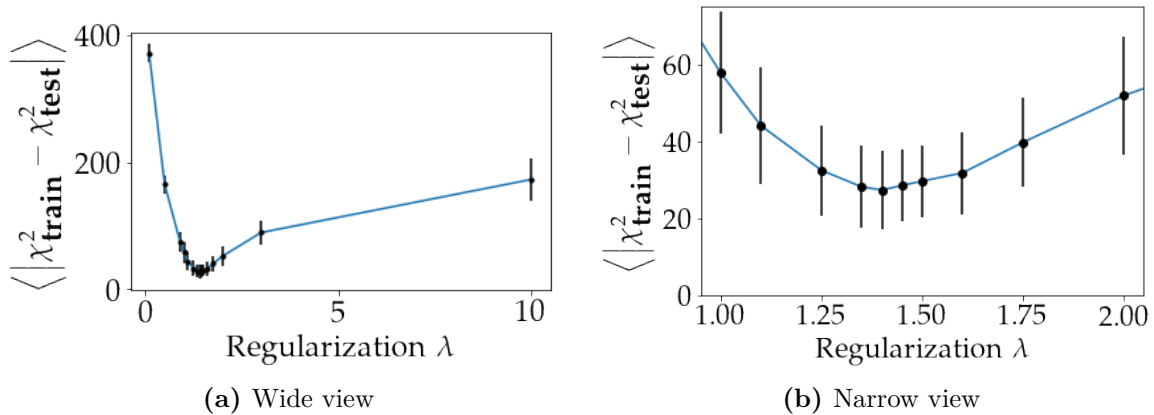 ⟨|χ²train − χ²test|⟩
400
200
0
0
5
10
Regularization λ
(a) Wide view
⟨|χ²train − χ²test|⟩
60
40
20
0
1.00
1.25
1.50
1.75
2.00
Regularization λ
(b) Narrow view